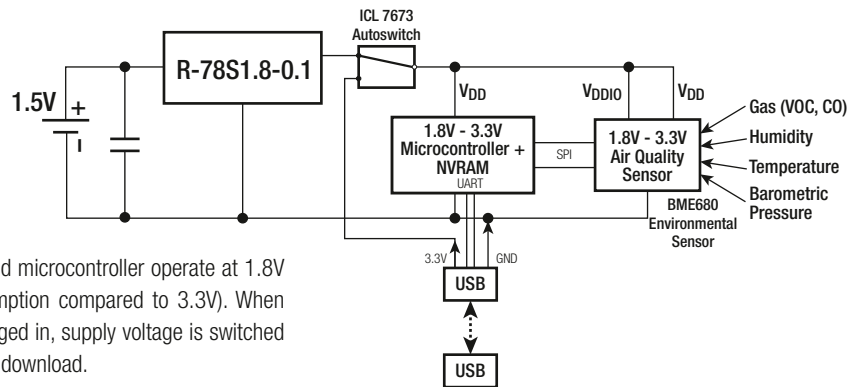 ICL 7673
Autoswitch
R-78S1.8-0.1
1.5V
+
VDD
VDDIO
VDD
1.8V - 3.3V
Microcontroller +
NVRAM
UART
SPI
1.8V - 3.3V
Air Quality
Sensor
Gas (VOC, CO)
Humidity
Temperature
Barometric
Pressure
BME680
Environmental
Sensor
3.3V
GND
USB
USB
d microcontroller operate at 1.8V
mption compared to 3.3V). When
ged in, supply voltage is switched
download.